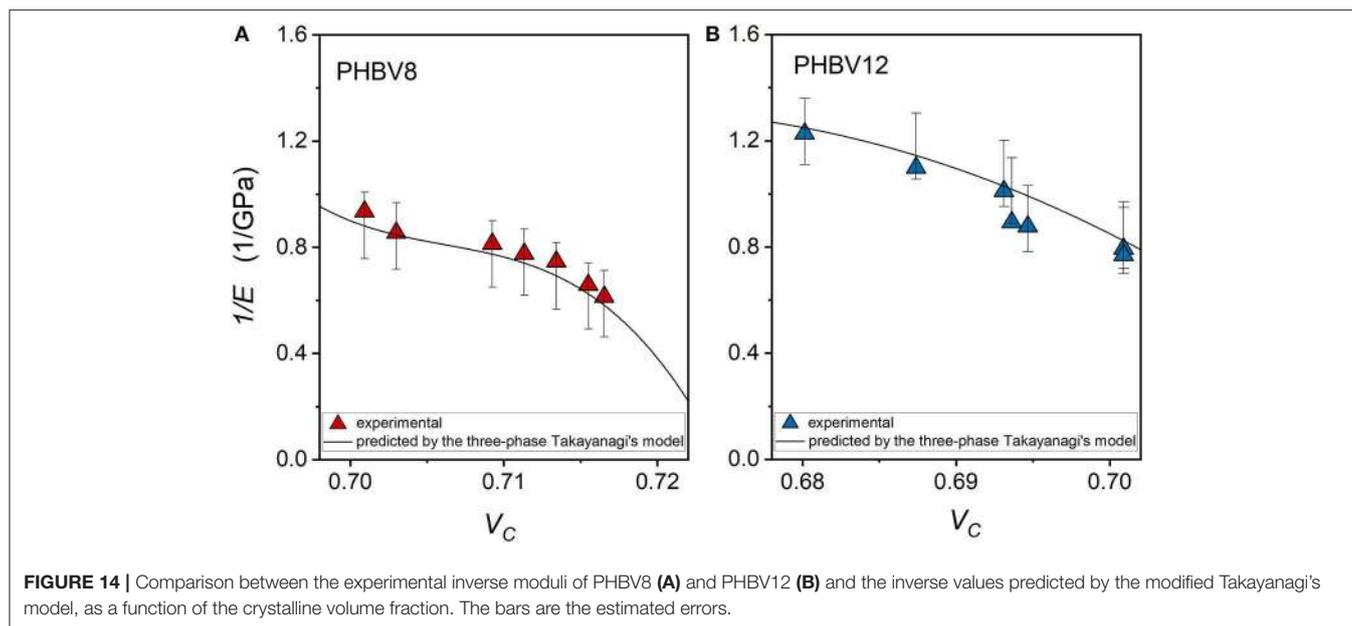 A
1.6
PHBV8
1.2
0.8
0.4
0.0
1/E (1/GPa)
experimental
predicted by the three-phase Takayanagi's model
0.70
0.71
0.72
V_C
B
1.6
PHBV12
1.2
0.8
0.4
0.0
experimental
predicted by the three-phase Takayanagi's model
0.68
0.69
0.70
V_C
FIGURE 14 | Comparison between the experimental inverse moduli of PHBV8 (A) and PHBV12 (B) and the inverse values predicted by the modified Takayanagi's
model, as a function of the crystalline volume fraction. The bars are the estimated errors.